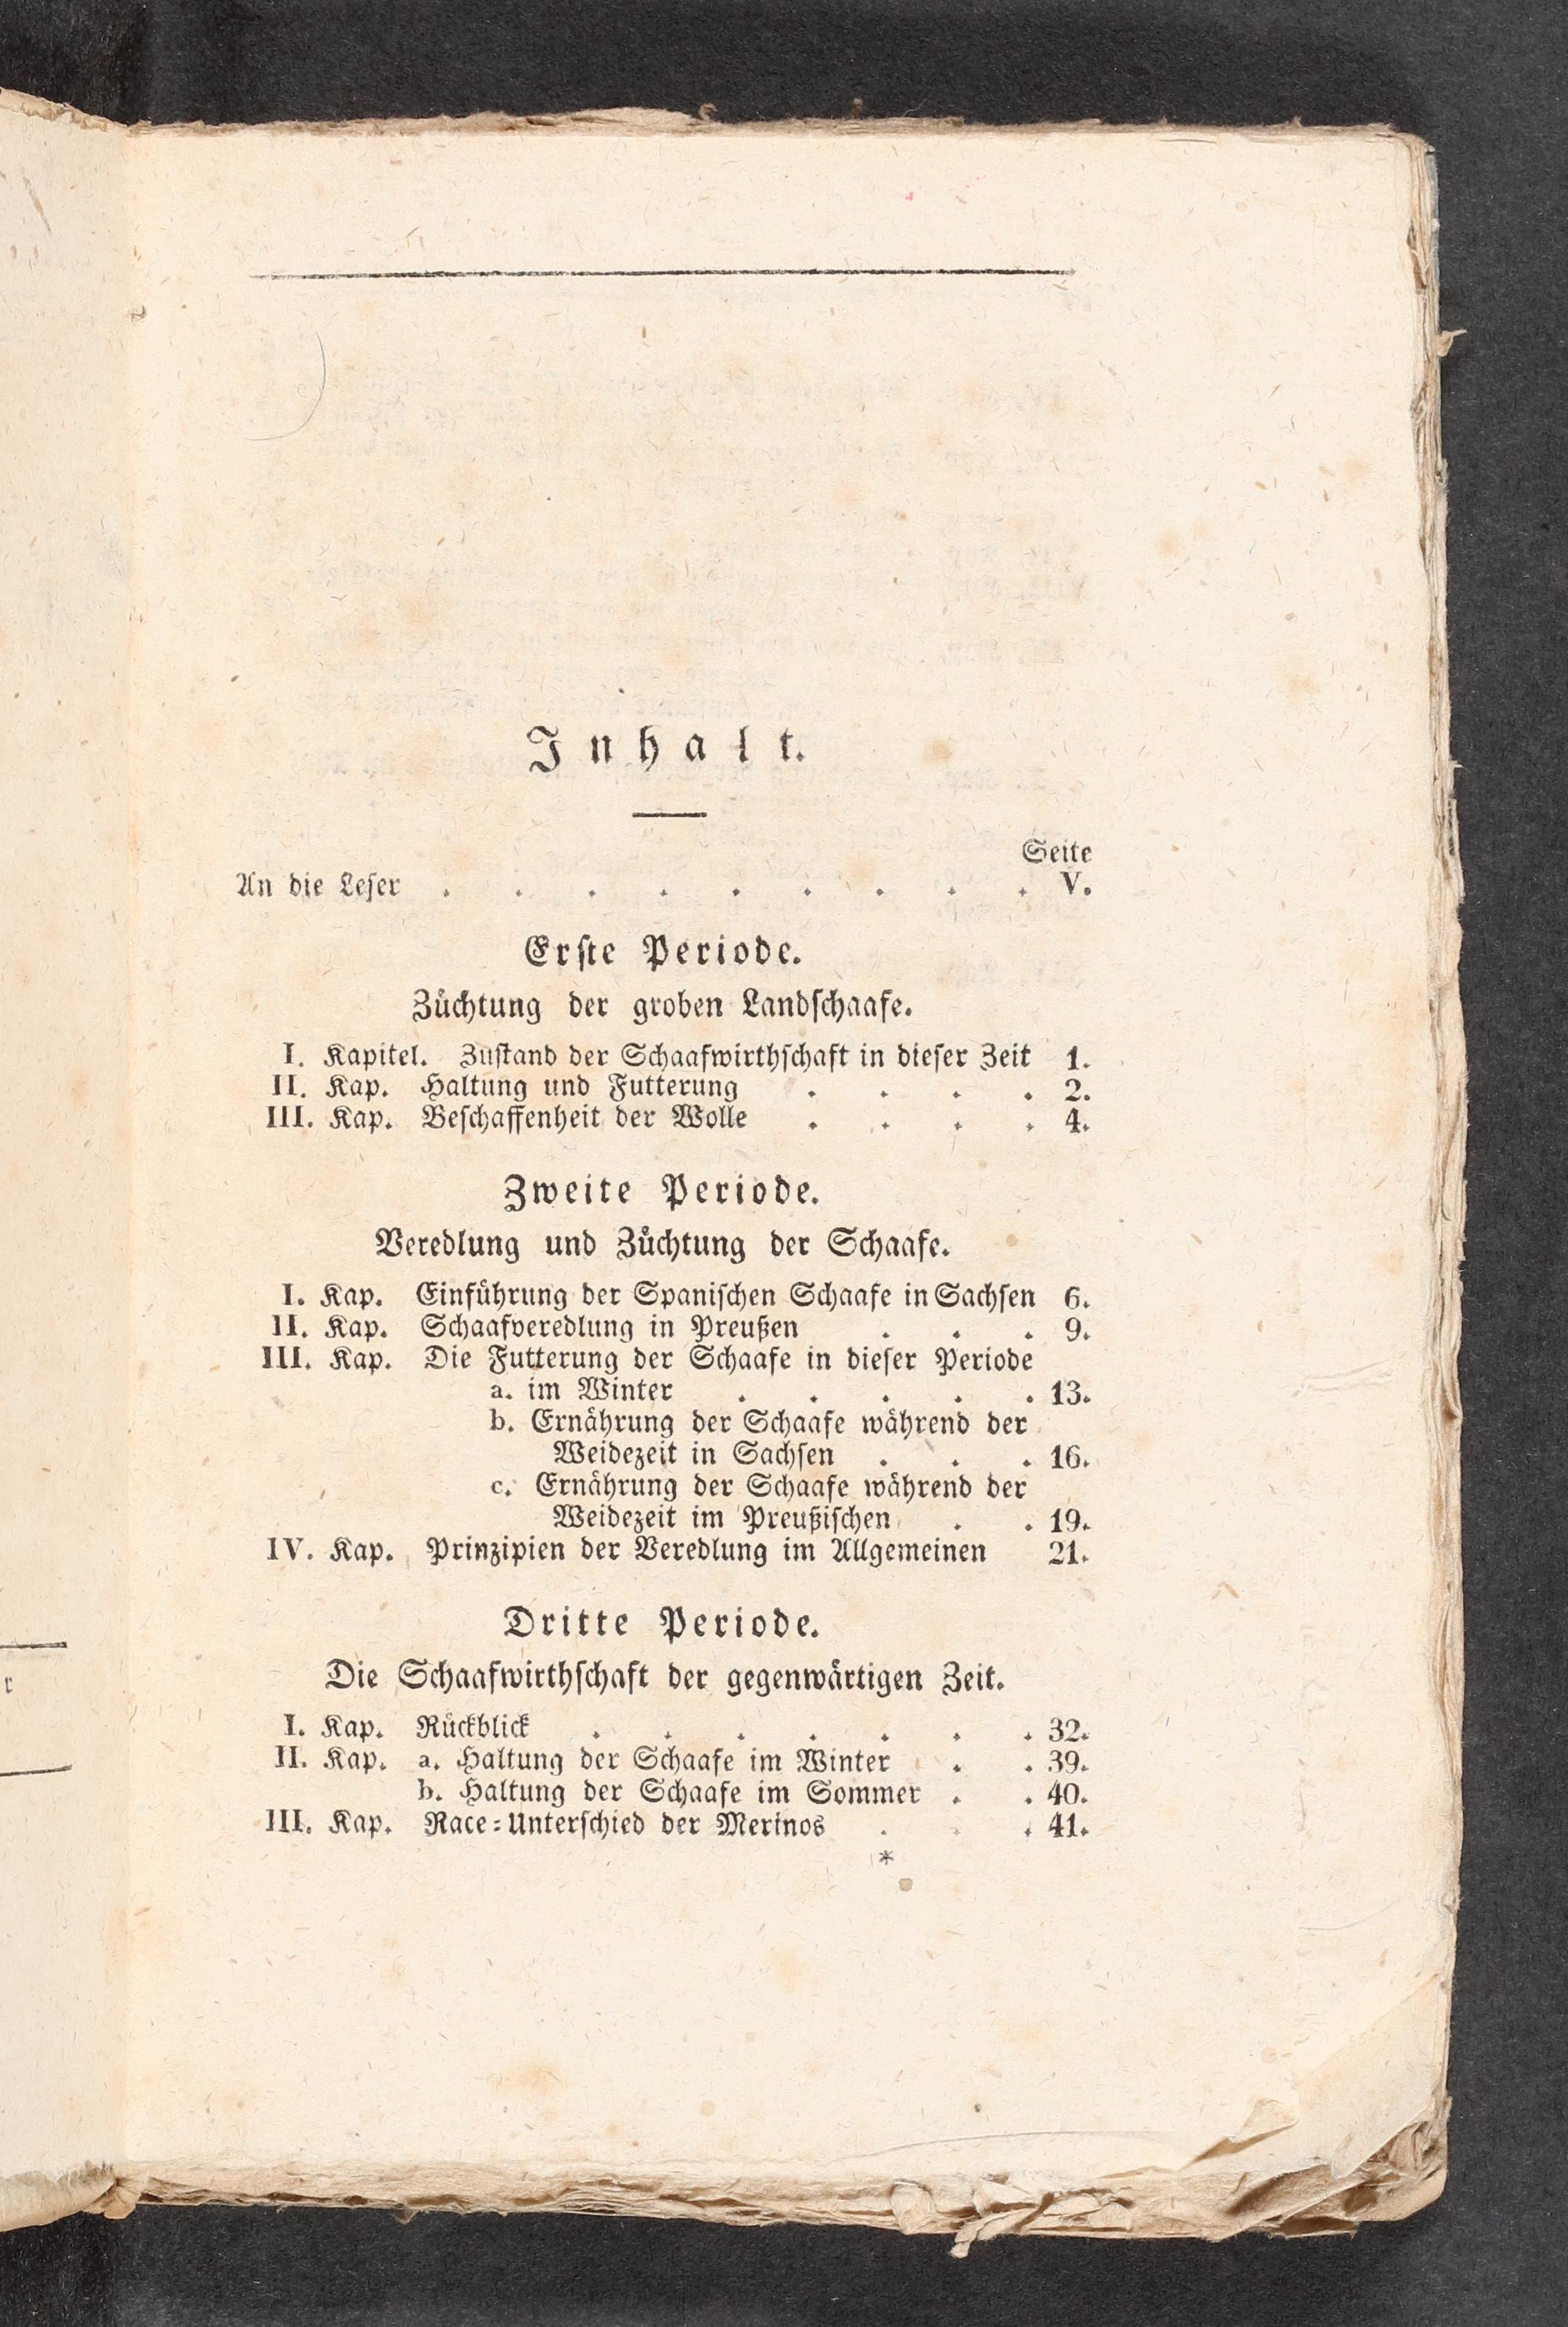 Inhalt.
Seite
An die Leser . . . . . . . . . V.
Erste Periode.
Züchtung der groben Landschaafe.
I. Kapitel. Zustand der Schaafwirthschaft in dieser Zeit 1.
II. Kap. Haltung und Futterung . . . . 2.
III. Kap. Beschaffenheit der Wolle . . . . 4.
Zweite Periode.
Veredlung und Züchtung der Schaafe.
I. Kap. Einführung der Spanischen Schaafe in Sachsen 6.
II. Kap. Schaafveredlung in Preußen . . . 9.
III. Kap. Die Futterung der Schaafe in dieser Periode
a. im Winter . . . . . 13.
b. Ernährung der Schaafe während der
Weidezeit in Sachsen . . . 16.
c. Ernährung der Schaafe während der
Weidezeit im Preußischen . . 19.
IV. Kap. Prinzipien der Veredlung im Allgemeinen 21.
Dritte Periode.
Die Schaafwirthschaft der gegenwärtigen Zeit.
I. Kap. Rückblick . . . . . . . 32.
II. Kap. a. Haltung der Schaafe im Winter . . 39.
b. Haltung der Schaafe im Sommer . . 40.
III. Kap. Race-Unterschied der Merinos . . . 41.
*
r